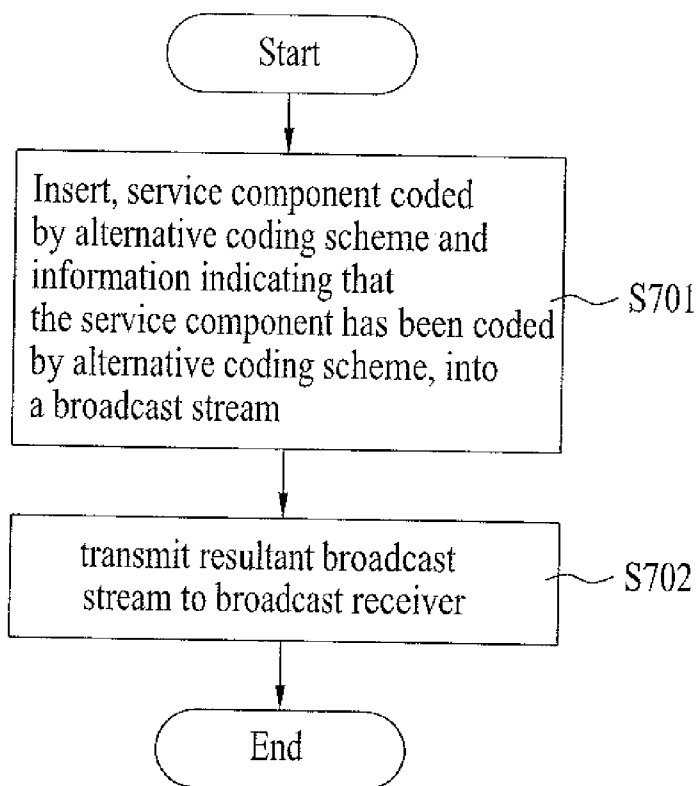 Start
Insert, service component coded
by alternative coding scheme and
information indicating that
the service component has been coded
by alternative coding scheme, into
a broadcast stream
S701
transmit resultant broadcast
stream to broadcast receiver
S702
End